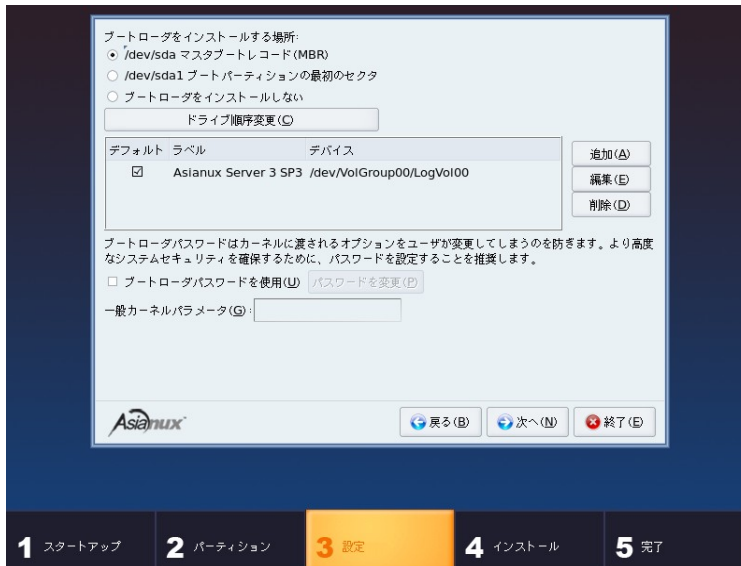 ブートローダをインストールする場所:
/dev/sda マスタブートレコード(MBR)
/dev/sda1 ブートパーティションの最初のセクタ
ブートローダをインストールしない
ドライブ順序変更(C)
デフォルト ラベル デバイス
Asianux Server 3 SP3 /dev/VolGroup00/LogVol00
追加(A)
編集(E)
削除(D)
ブートローダパスワードはカーネルに渡されるオプションをユーザが変更してしまうのを防ぎます。より高度
なシステムセキュリティを確保するために、パスワードを設定することを推奨します。
ブートローダパスワードを使用(U) パスワードを変更(P)
一般カーネルパラメータ(G):
Asianux
戻る(B) 次へ(N) 終了(E)
1 スタートアップ 2 パーティション 3 設定 4 インストール 5 完了